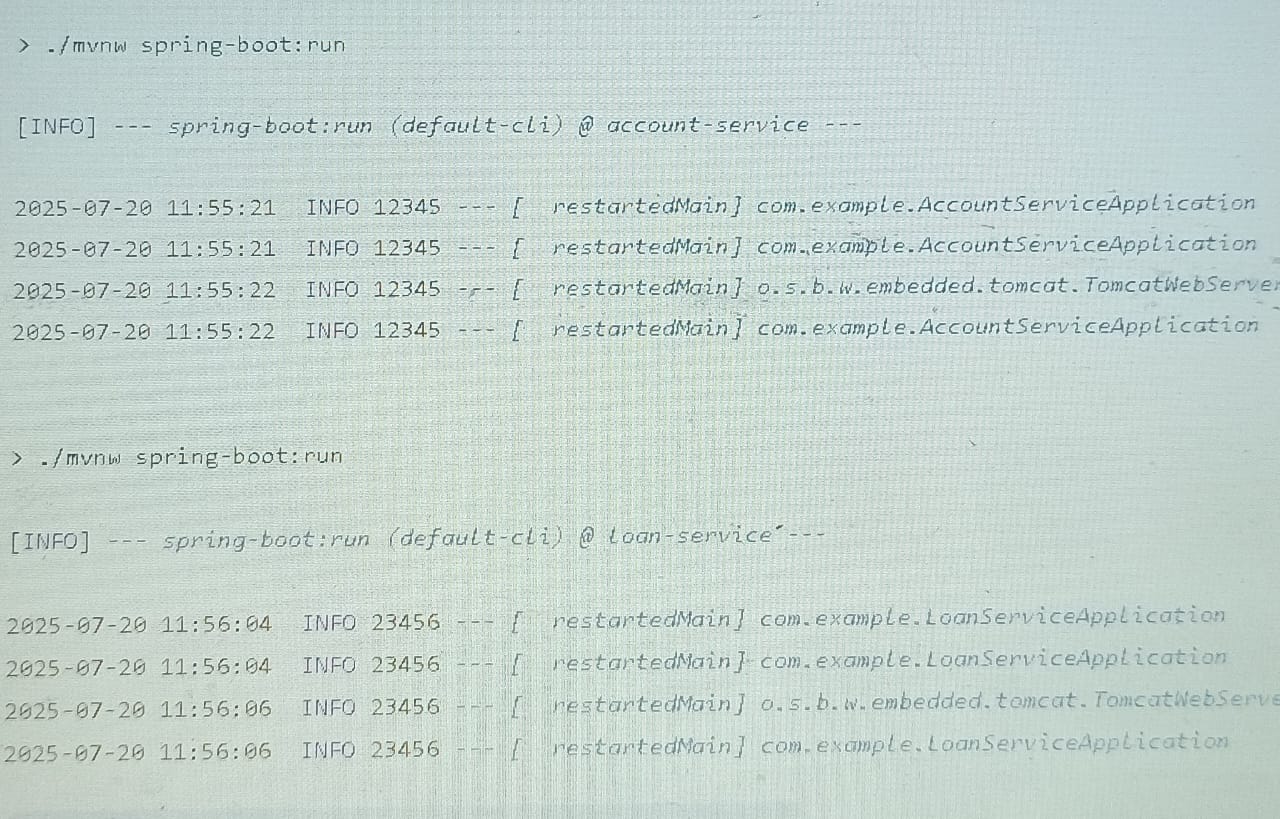 > ./mvnw spring-boot:run
[INFO] --- spring-boot:run (default-cli) @ account-service ---
2025-07-20 11:55:21  INFO 12345 --- [  restartedMain] com.example.AccountServiceApplication
2025-07-20 11:55:21  INFO 12345 --- [  restartedMain] com.example.AccountServiceApplication
2025-07-20 11:55:22  INFO 12345 --- [  restartedMain] o.s.b.w.embedded.tomcat.TomcatWebServer
2025-07-20 11:55:22  INFO 12345 --- [  restartedMain] com.example.AccountServiceApplication
> ./mvnw spring-boot:run
[INFO] --- spring-boot:run (default-cli) @ loan-service ---
2025-07-20 11:56:04  INFO 23456 --- [  restartedMain] com.example.LoanServiceApplication
2025-07-20 11:56:04  INFO 23456 --- [  restartedMain] com.example.LoanServiceApplication
2025-07-20 11:56:06  INFO 23456 --- [  restartedMain] o.s.b.w.embedded.tomcat.TomcatWebServe
2025-07-20 11:56:06  INFO 23456 --- [  restartedMain] com.example.LoanServiceApplication